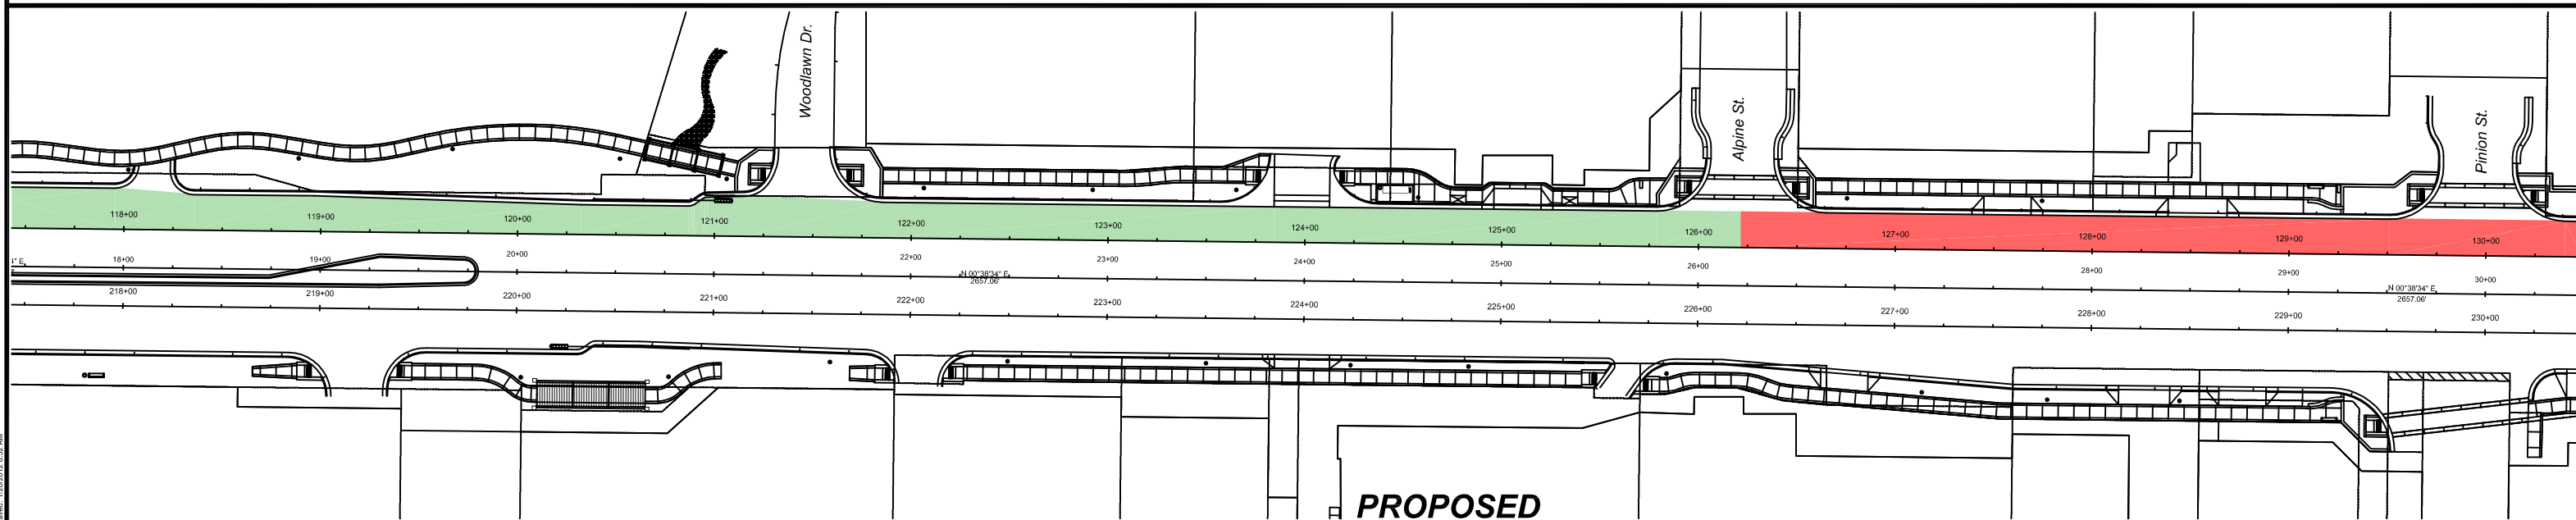 Woodlawn Dr.
Alpine St.
Pinion St.
118+00 119+00 120+00 121+00 122+00 123+00 124+00 125+00 126+00 127+00 128+00 129+00 130+00
18+00 19+00 20+00 22+00 23+00 24+00 25+00 26+00 28+00 29+00 30+00
N 00°38'34" E
2657.06'
N 00°38'34" E
2657.06'
218+00 219+00 220+00 221+00 222+00 223+00 224+00 225+00 226+00 227+00 228+00 229+00 230+00
PROPOSED